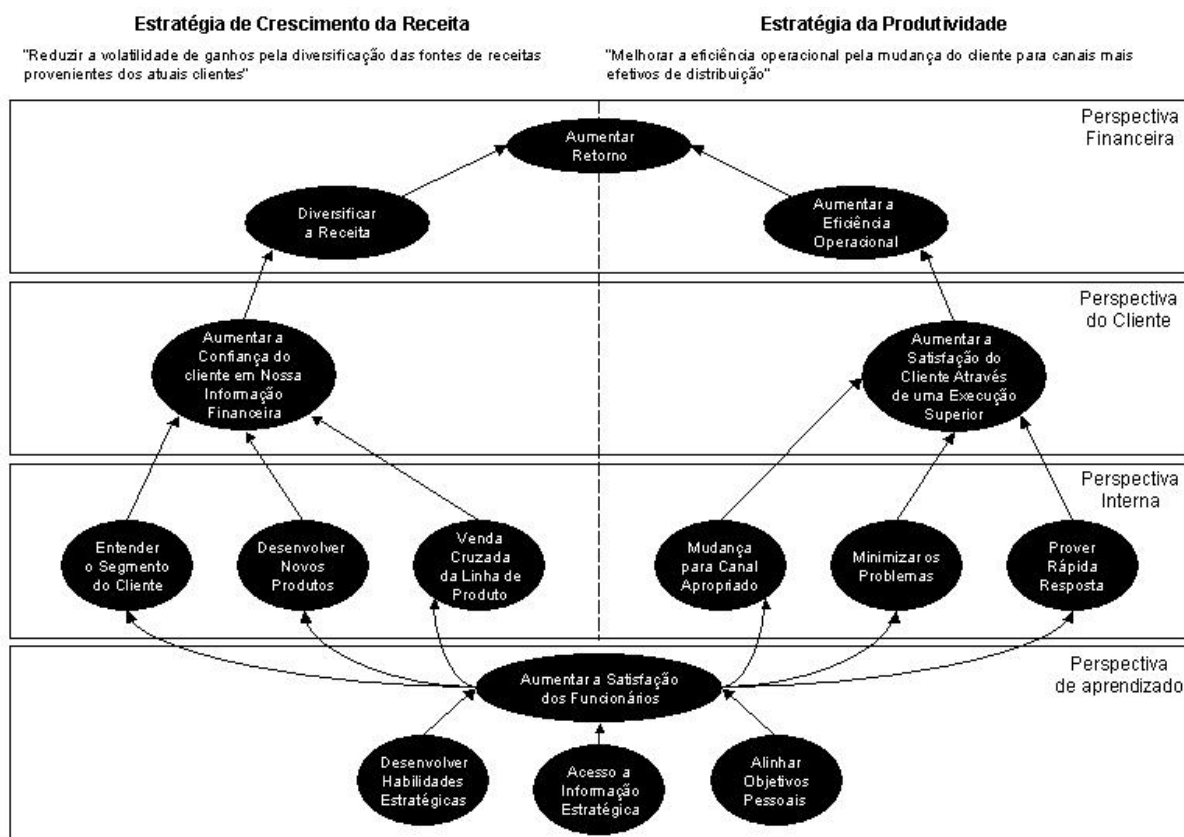 Estratégia de Crescimento da Receita
"Reduzir a volatilidade de ganhos pela diversificação das fontes de receitas
provenientes dos atuais clientes"
Estratégia da Produtividade
"Melhorar a eficiência operacional pela mudança do cliente para canais mais
efetivos de distribuição"
Perspectiva
Financeira
Aumentar
Retorno
Diversificar
a Receita
Aumentar a
Eficiência
Operacional
Perspectiva
do Cliente
Aumentar a
Confiança do
cliente em Nossa
Informação
Financeira
Aumentar a
Satisfação do
Cliente Através
de uma Execução
Superior
Perspectiva
Interna
Entender
o Segmento
do Cliente
Desenvolver
Novos
Produtos
Venda
Cruzada
da Linha de
Produto
Mudança
para Canal
Apropriado
Minimizar os
Problemas
Prover
Rápida
Resposta
Perspectiva
de aprendizado
Aumentar a Satisfação
dos Funcionários
Desenvolver
Habilidades
Estratégicas
Acesso a
Informação
Estratégica
Alinhar
Objetivos
Pessoais